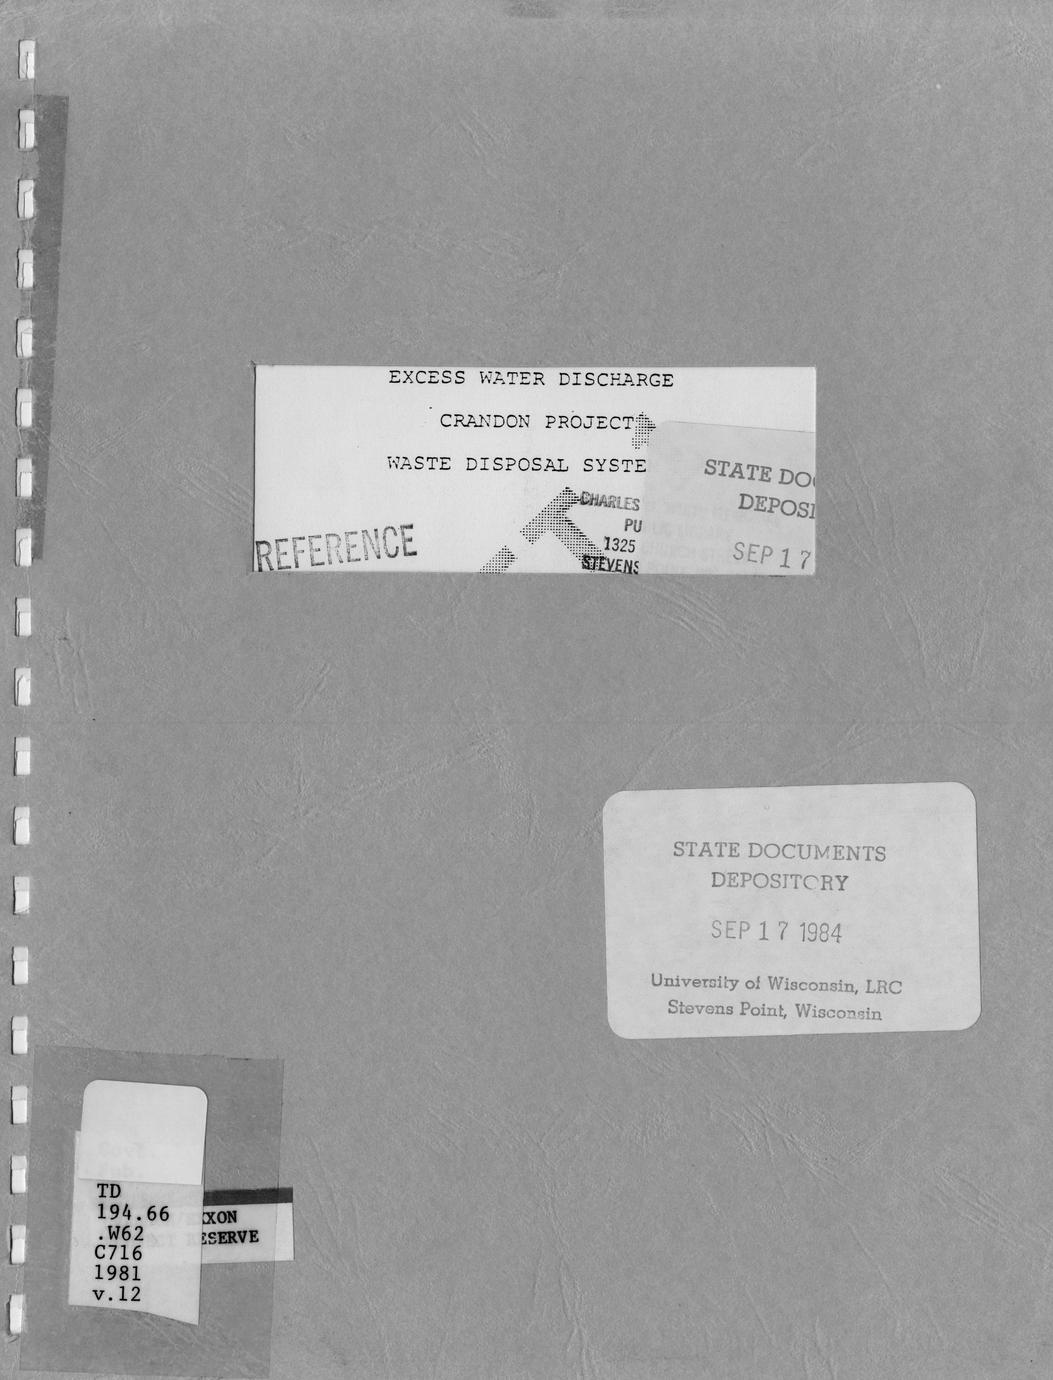 EXCESS WATER DISCHARGE
CRANDON PROJECT
WASTE DISPOSAL SYSTE
REFERENCE
CHARLES
PU
1325
STEVENS
STATE DO
DEPOSI
SEP 17
STATE DOCUMENTS
DEPOSITORY
SEP 17 1984
University of Wisconsin, LRC
Stevens Point, Wisconsin
TD
194.66
.W62
C716
1981
v.12
EXXON
RESERVE